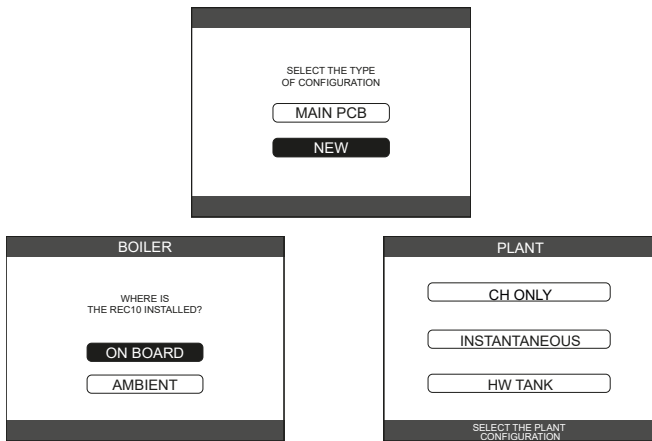 SELECT THE TYPE
OF CONFIGURATION
MAIN PCB
NEW
BOILER
WHERE IS
THE REC10 INSTALLED?
ON BOARD
AMBIENT
PLANT
CH ONLY
INSTANTANEOUS
HW TANK
SELECT THE PLANT
CONFIGURATION